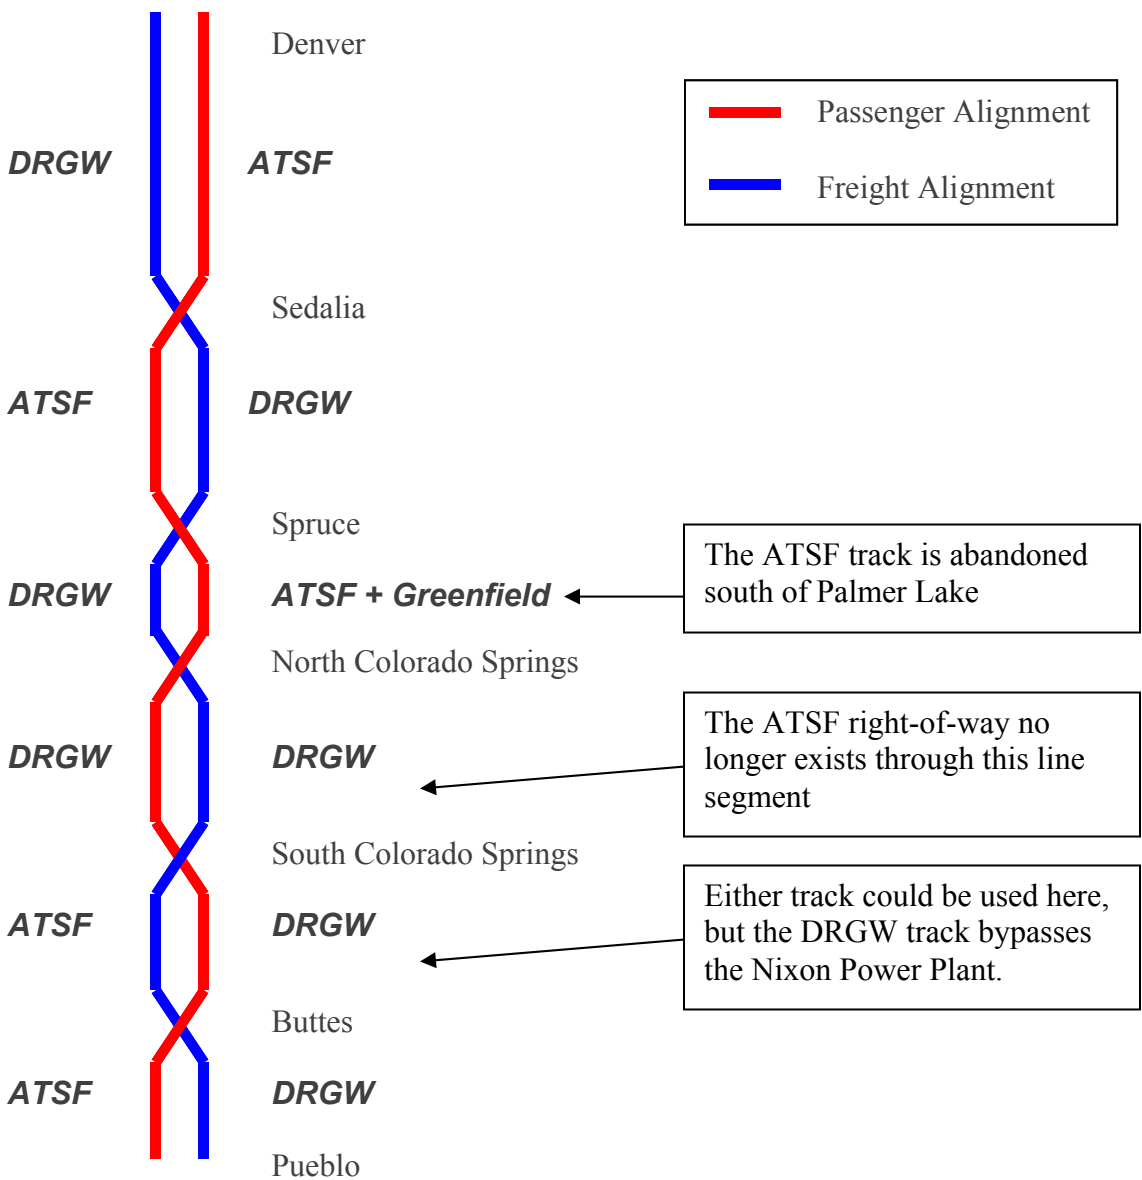 Denver
Passenger Alignment
Freight Alignment
DRGW
ATSF
Sedalia
ATSF
DRGW
Spruce
The ATSF track is abandoned
south of Palmer Lake
DRGW
ATSF + Greenfield
North Colorado Springs
The ATSF right-of-way no
longer exists through this line
segment
DRGW
DRGW
South Colorado Springs
Either track could be used here,
but the DRGW track bypasses
the Nixon Power Plant.
ATSF
DRGW
Buttes
ATSF
DRGW
Pueblo